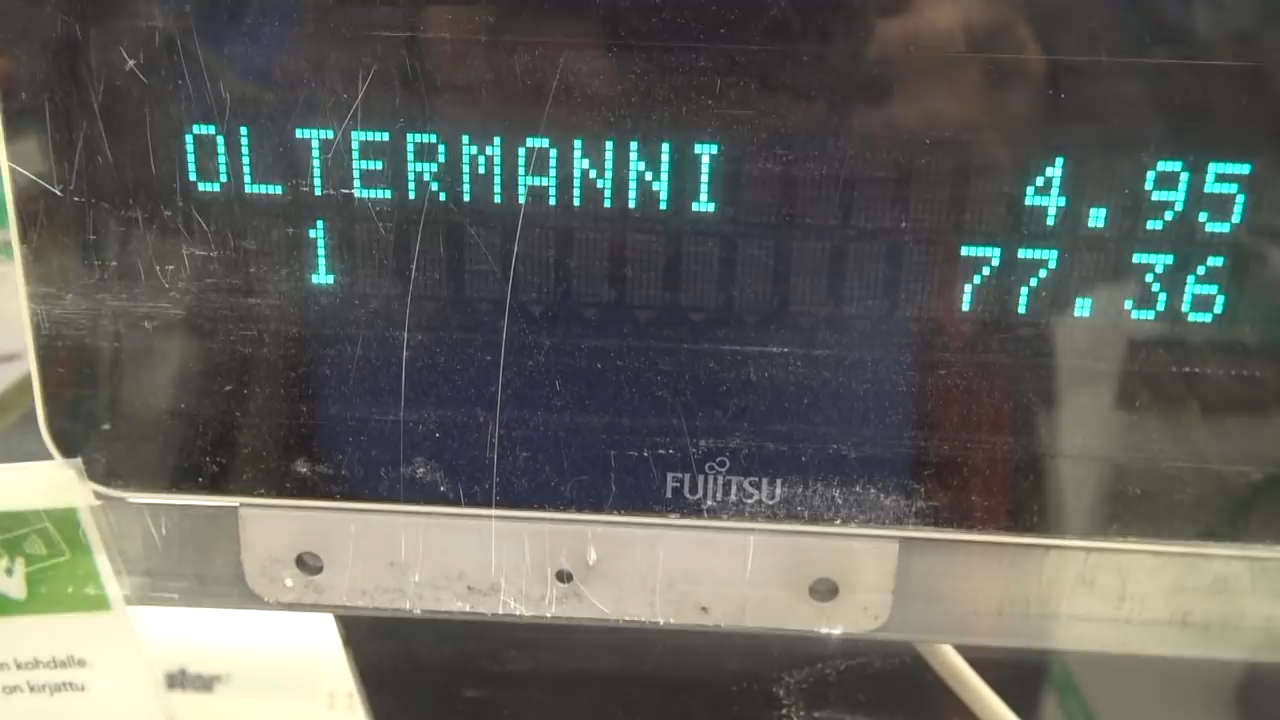 OLTERMANNI 4.95
1 77.36
FUJITSU
n kohdalle.
on kirjattu.